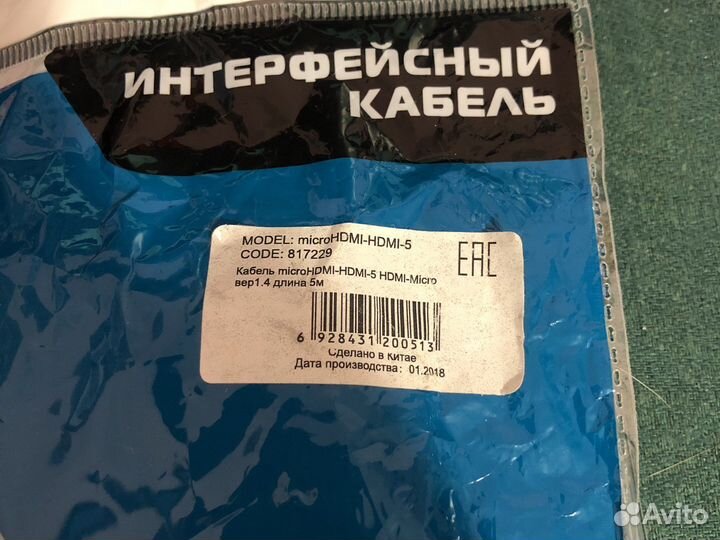 ИНТЕРФЕЙСНЫЙ
КАБЕЛЬ
MODEL: microHDMI-HDMI-5
CODE: 817229
EAC
Кабель microHDMI-HDMI-5 HDMI-Micro
вер1.4 длина 5м
6 928431 200513
Сделано в Китае
Дата производства: 01.2018
Avito